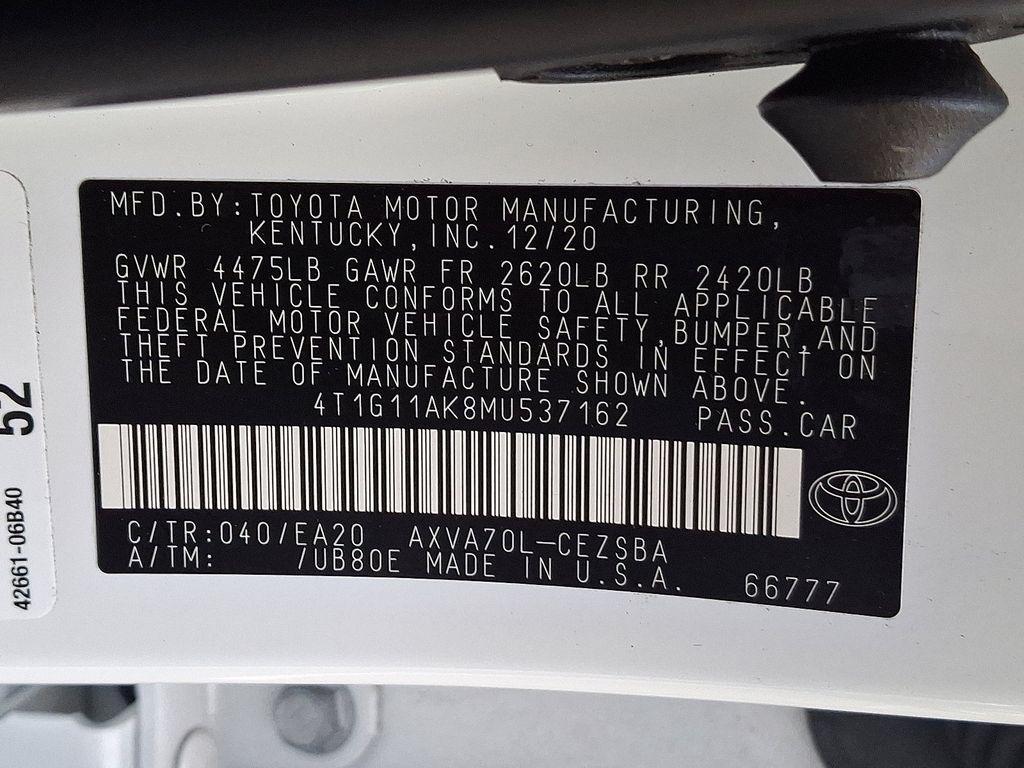 MFD.BY:TOYOTA MOTOR MANUFACTURING,
KENTUCKY,INC.12/20
GVWR 4475LB GAWR FR 2620LB RR 2420LB
THIS VEHICLE CONFORMS TO ALL APPLICABLE
FEDERAL MOTOR VEHICLE SAFETY,BUMPER,AND
THEFT PREVENTION STANDARDS IN EFFECT ON
THE DATE OF MANUFACTURE SHOWN ABOVE.
4T1G11AK8MU537162 PASS.CAR
C/TR:040/EA20 AXVA70L-CEZSBA
A/TM: /UB80E MADE IN U.S.A. 66777
52
42661-06B40